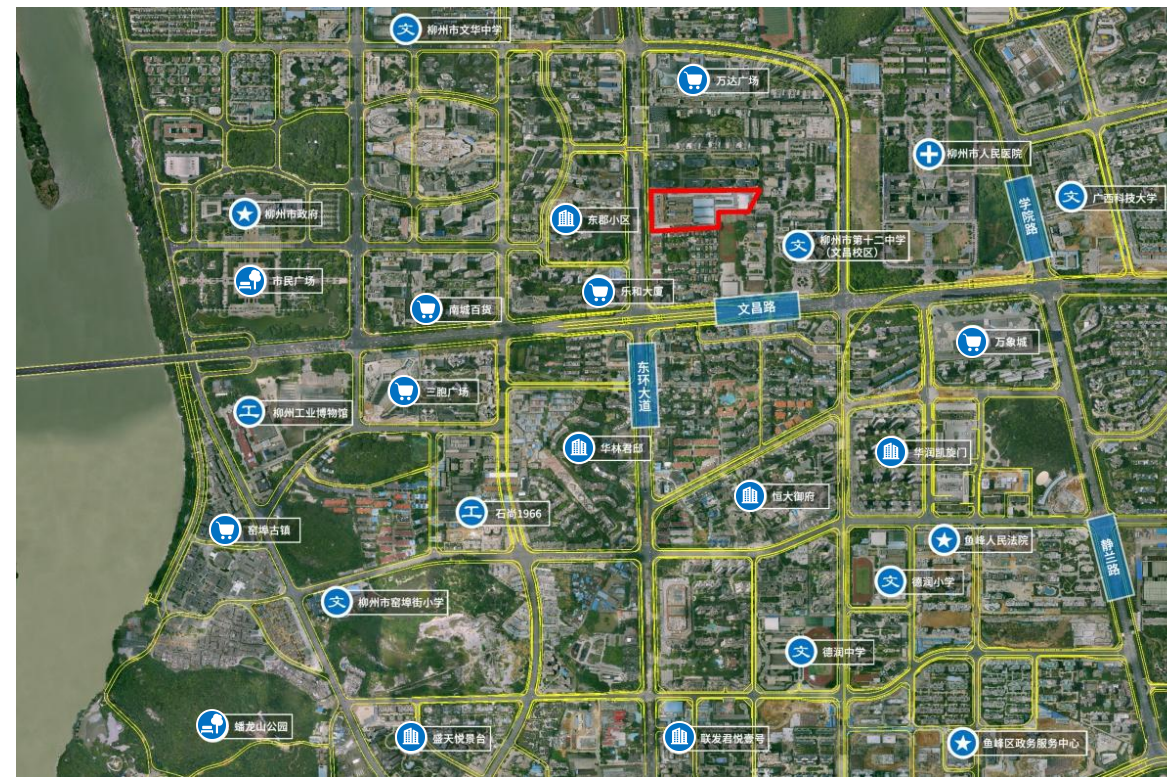 柳州市文华中学
万达广场
柳州市人民医院
广西科技大学
学院路
柳州市政府
东郡小区
柳州市第十二中学
（文昌校区）
市民广场
南城百货
乐和大厦
文昌路
万象城
三胞广场
东环大道
柳州工业博物馆
华林君邸
华润凯旋门
恒大御府
石尚1966
窑埠古镇
鱼峰人民法院
静兰路
德润小学
柳州市窑埠街小学
德润中学
蟠龙山公园
盛天悦景台
联发君悦壹号
鱼峰区政务服务中心
文
文
文
文
文
文